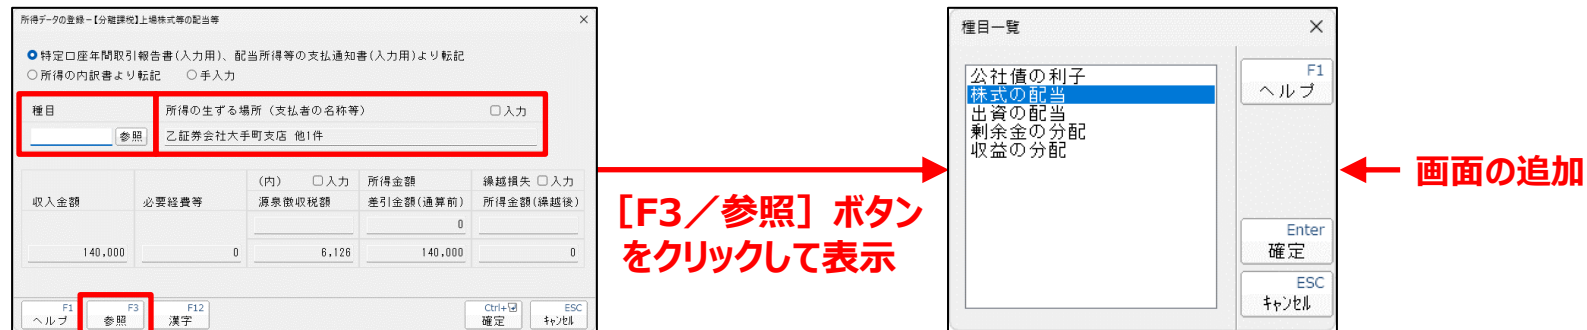 所得データの登録－【分離課税】上場株式等の配当等
特定口座年間取引報告書(入力用)、配当所得等の支払通知書(入力用)より転記
所得の内訳書より転記 手入力
種目 所得の生ずる場所（支払者の名称等） 入力
参照 乙証券会社大手町支店 他1件
(内) 入力 所得金額 繰越損失 入力
収入金額 必要経費等 源泉徴収税額 差引金額(通算前) 所得金額(繰越後)
0
140,000 0 6,126 140,000 0
F1 F3 F12 Ctrl+ ESC
ヘルプ 参照 漢字 確定 ｷｬﾝｾﾙ
［F3／参照］ボタン
をクリックして表示
種目一覧
公社債の利子
株式の配当
出資の配当
剰余金の分配
収益の分配
F1
ヘルプ
Enter
確定
ESC
ｷｬﾝｾﾙ
画面の追加